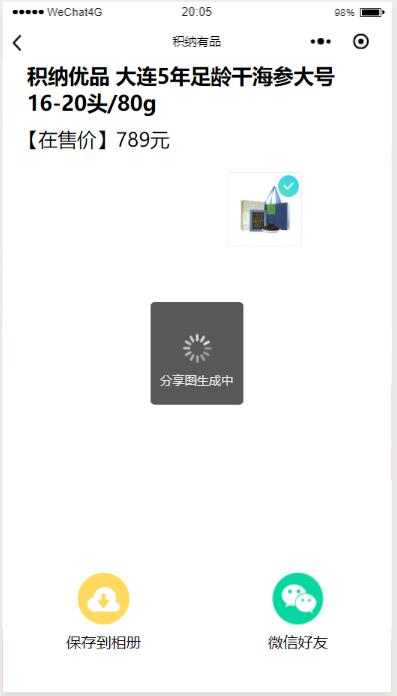 WeChat4G 20:05 98%
积纳有品
积纳优品 大连5年足龄干海参大号
16-20头/80g
【在售价】789元
分享图生成中
保存到相册 微信好友